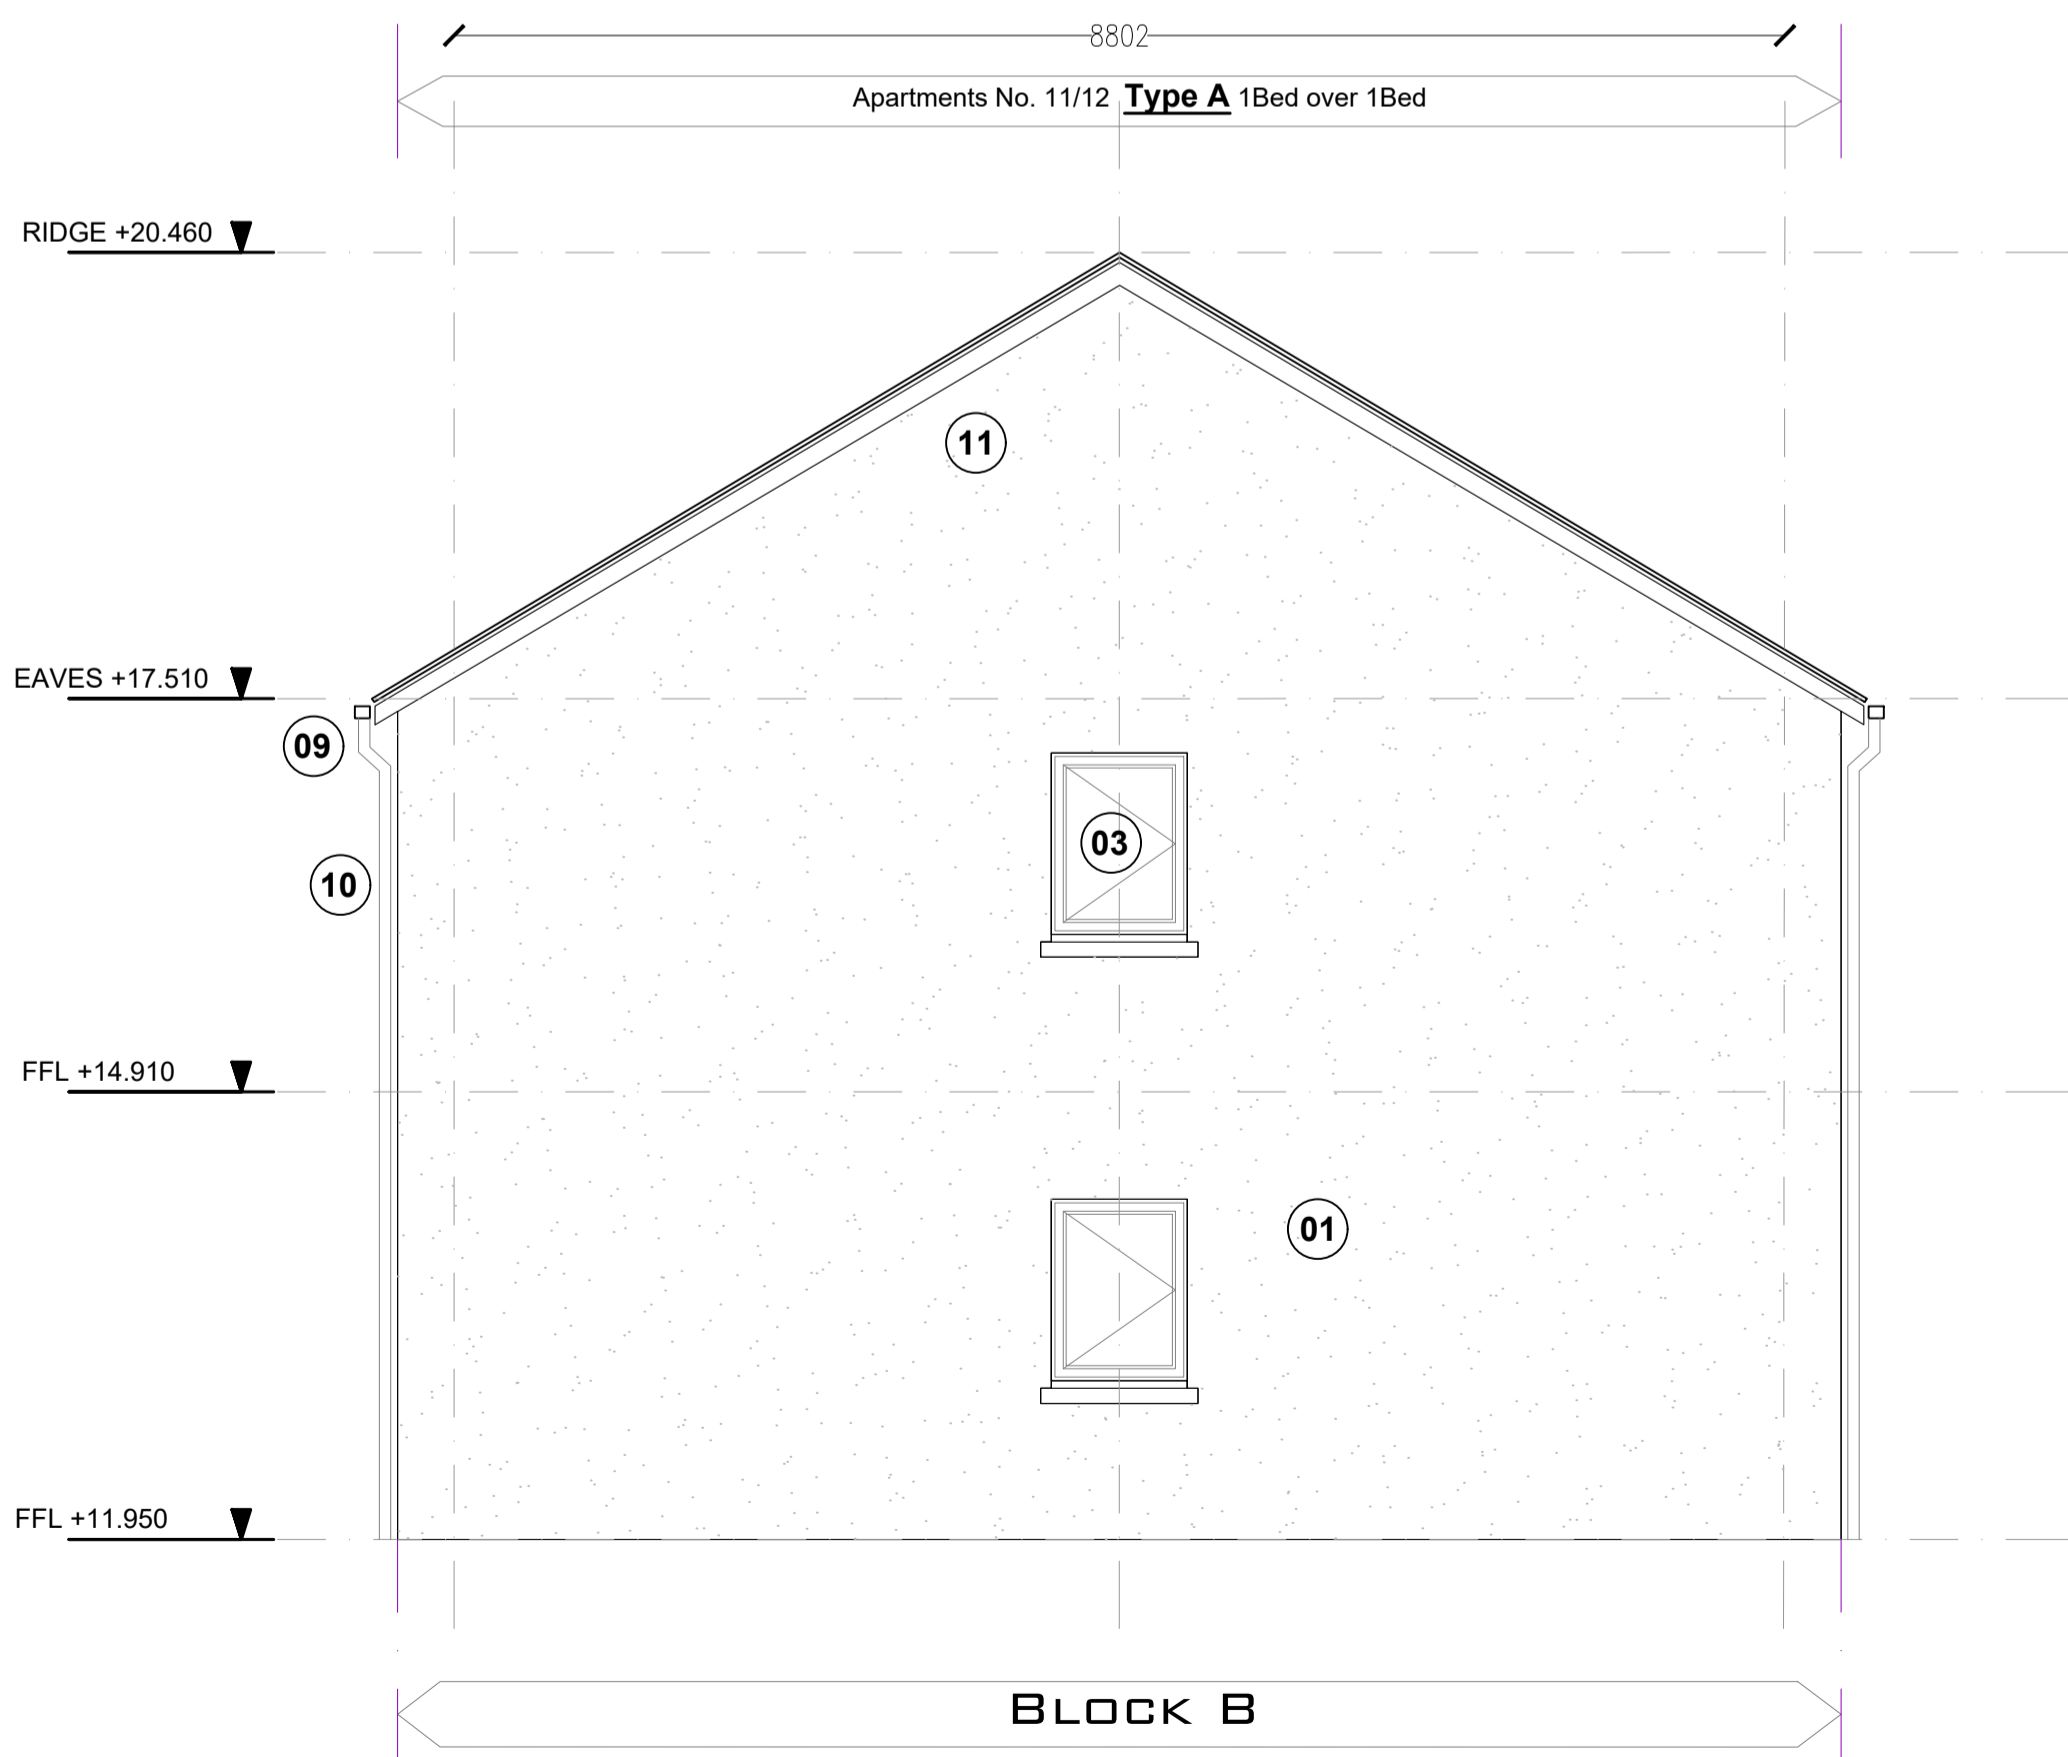 8802
Apartments No. 11/12 Type A 1Bed over 1Bed
RIDGE +20.460
11
EAVES +17.510
09
03
10
FFL +14.910
01
FFL +11.950
BLOCK B